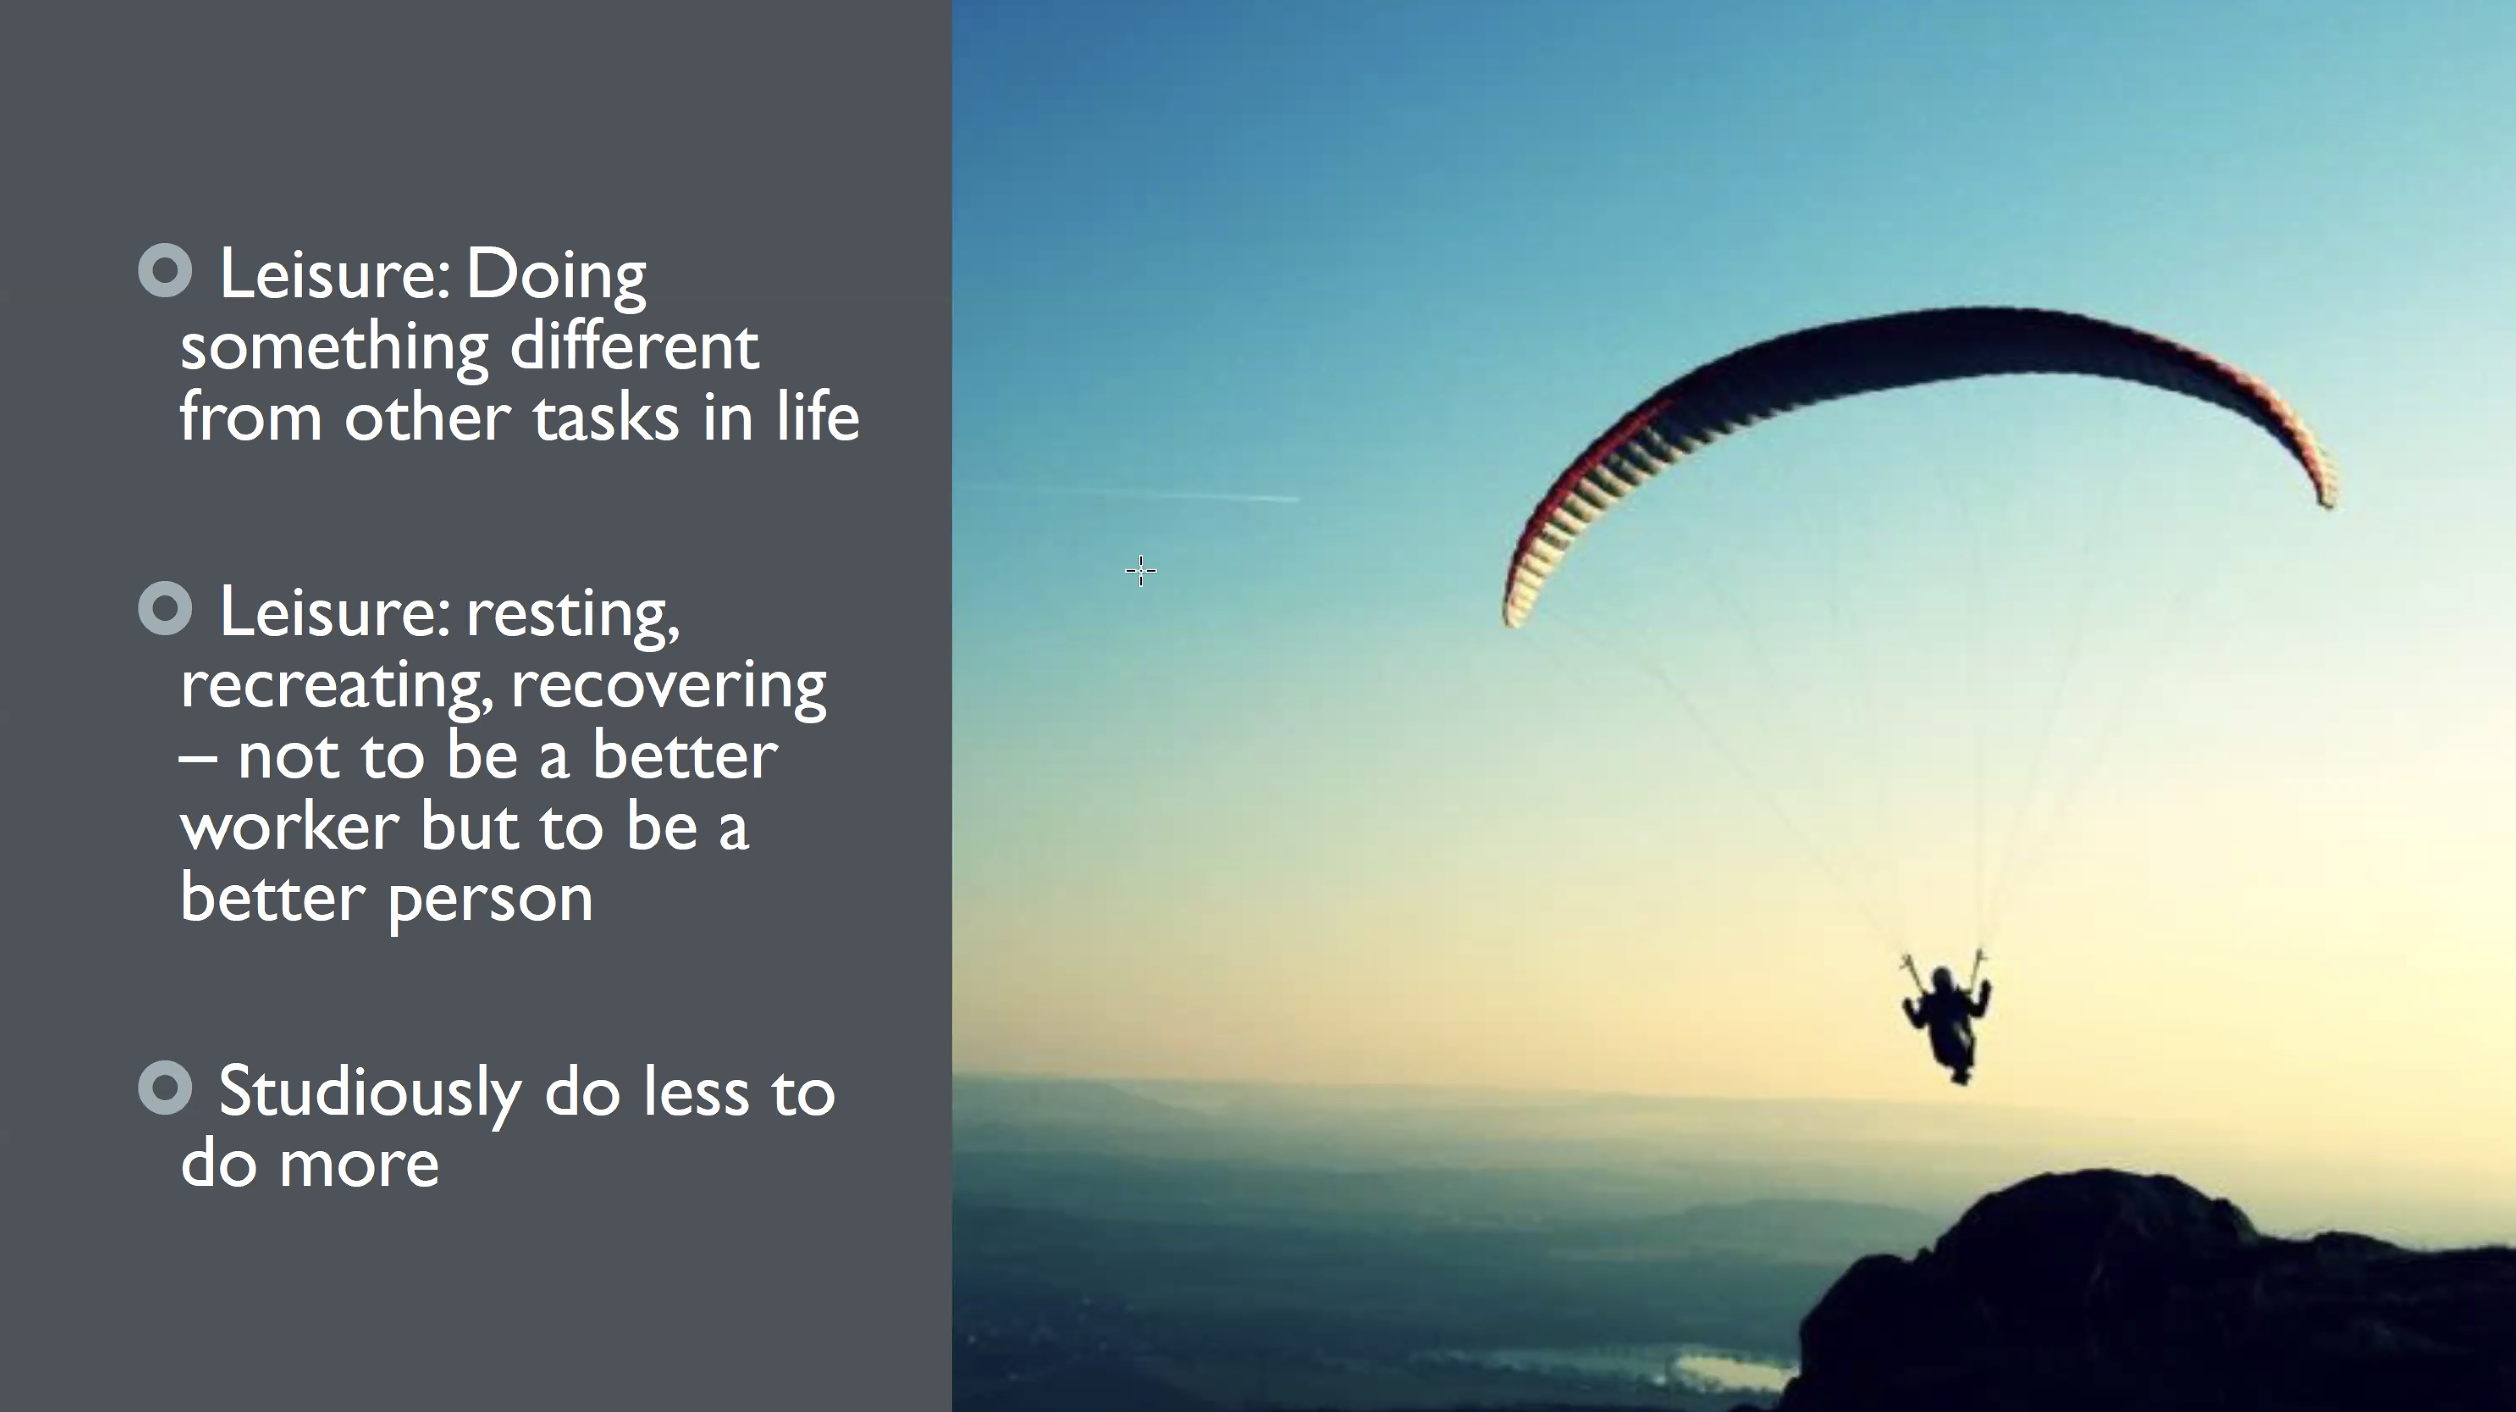 Leisure: Doing
something different
from other tasks in life
Leisure: resting,
recreating, recovering
– not to be a better
worker but to be a
better person
Studiously do less to
do more